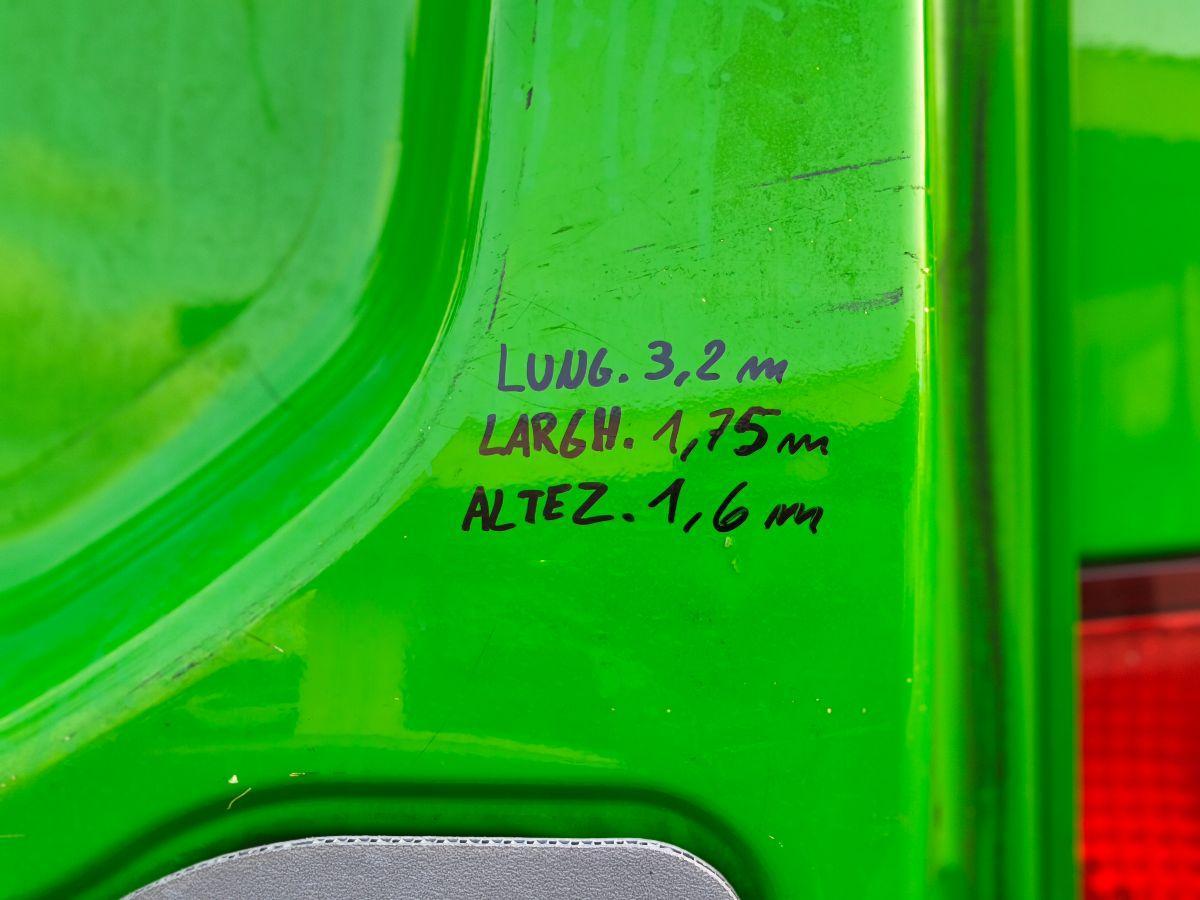 LUNG. 3,2 m
LARGH. 1,75 m
ALTEZ. 1,6 m